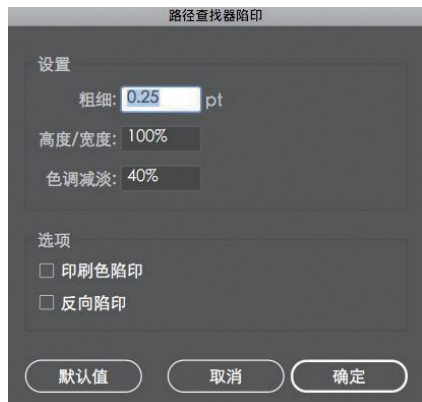 路径查找器陷印
设置
粗细: 0.25 pt
高度/宽度: 100%
色调减淡: 40%
选项
印刷色陷印
反向陷印
默认值 取消 确定